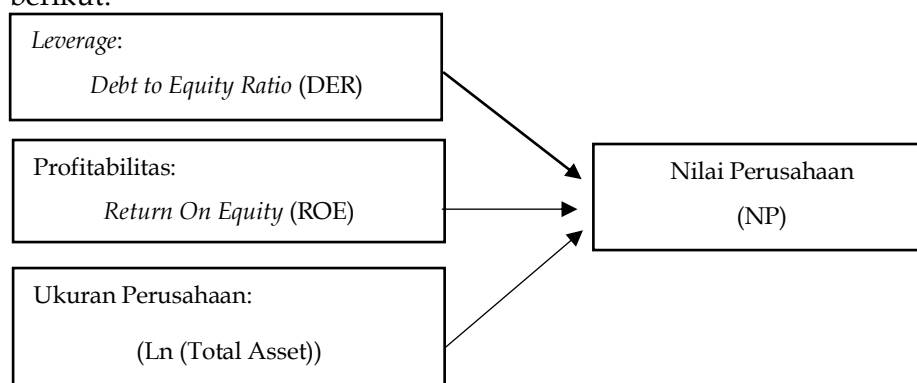 berikut:
Leverage:
Debt to Equity Ratio (DER)
Profitabilitas:
Return On Equity (ROE)
Ukuran Perusahaan:
(Ln (Total Asset))
Nilai Perusahaan
(NP)